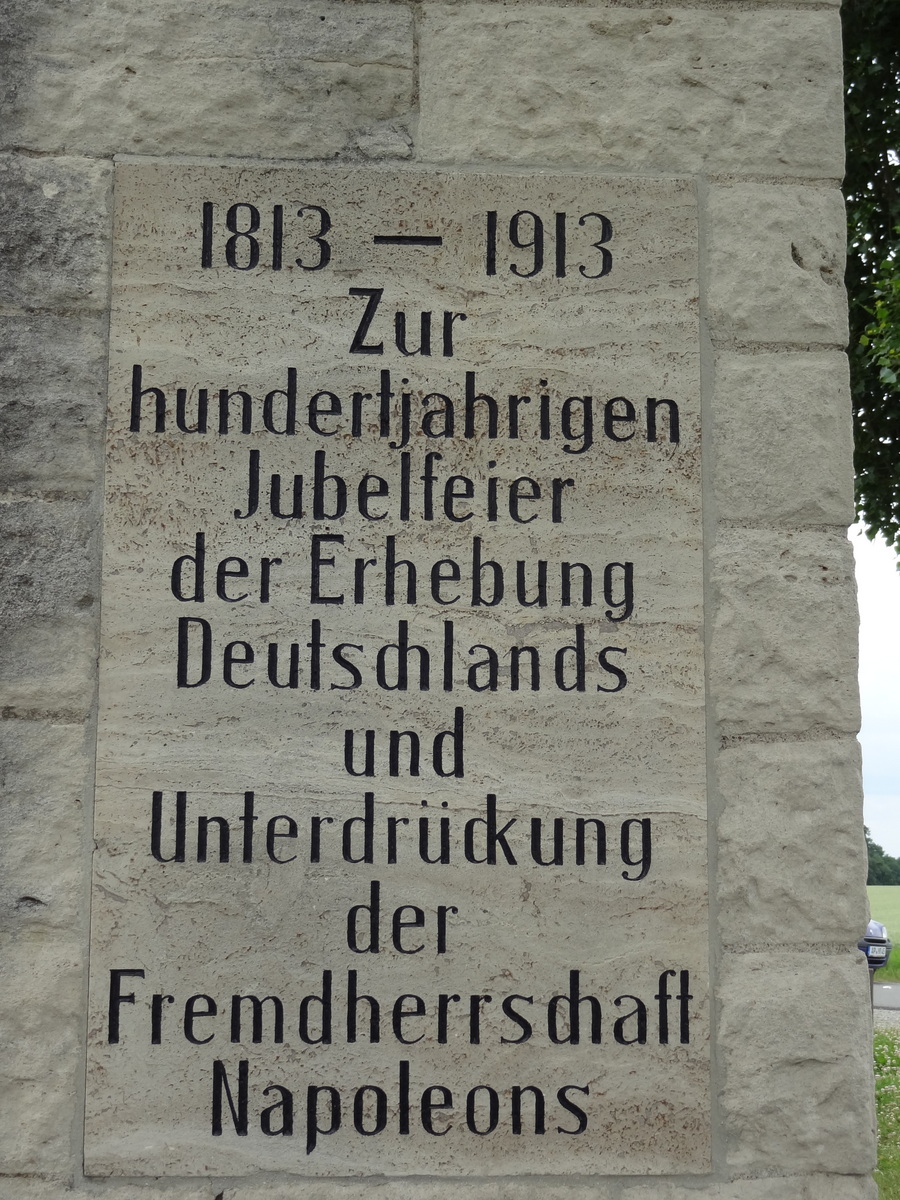 1813 — 1913
Zur
hundertjahrigen
Jubelfeier
der Erhebung
Deutschlands
und
Unterdrückung
der
Fremdherrschaft
Napoleons